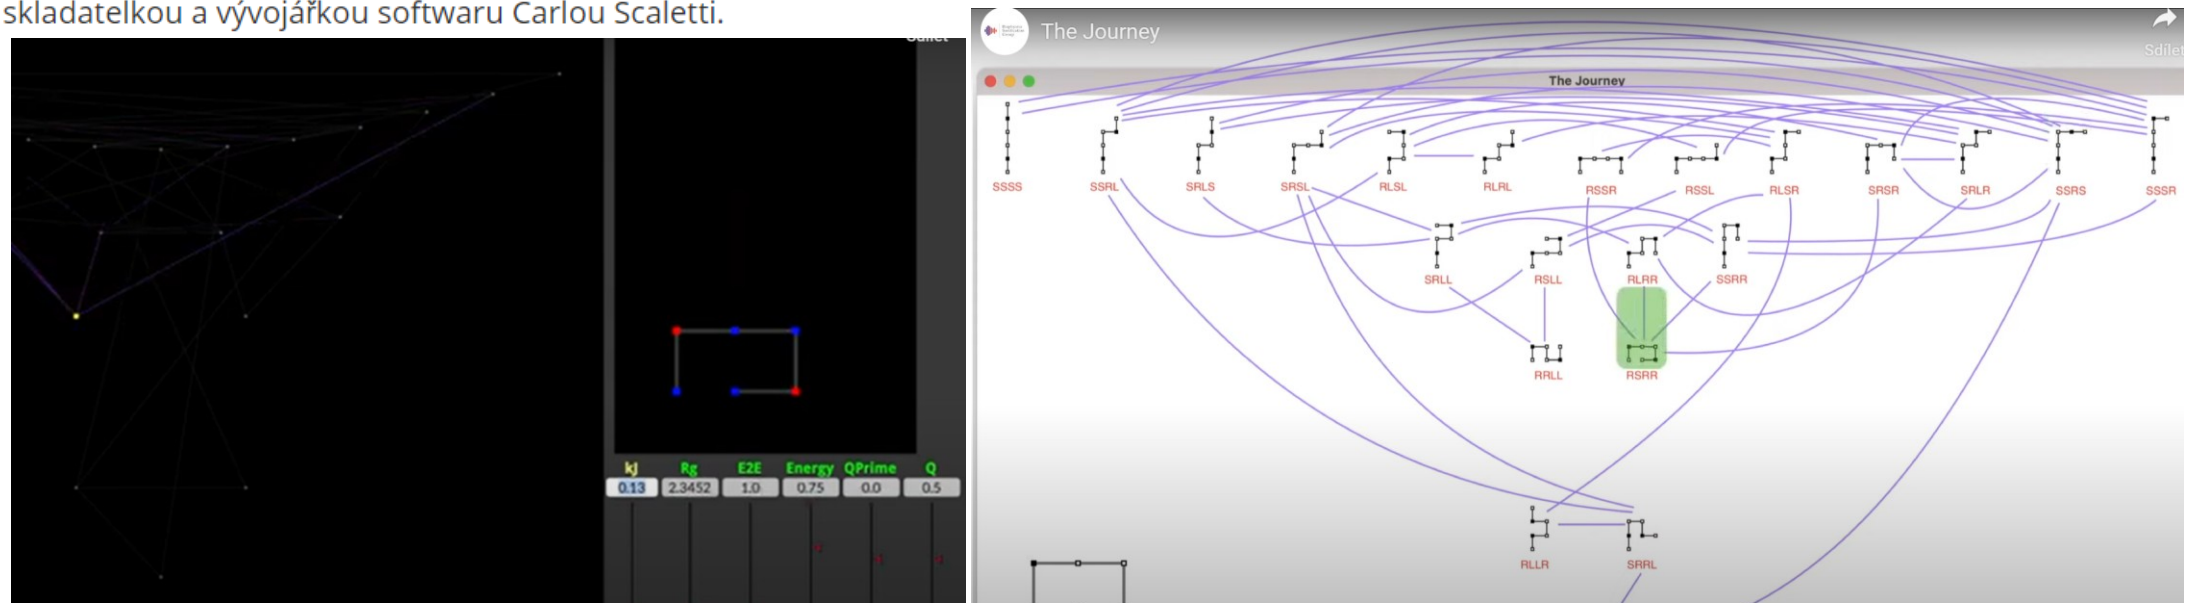 skladatelkou a vývojářkou softwaru Carlou Scaletti.
kJ Rg E2E Energy QPrime Q
0.13 2.3452 1.0 0.75 0.0 0.5
The Journey
Sdílet
The Journey
SSSS SSRL SRLS SRSL RLSL RLRL RSSR RSSL RLSR SRSR SRLR SSRS SSSR
SRLL RSLL RLRR SSRR
RRLL RSRR
RLLR SRRL